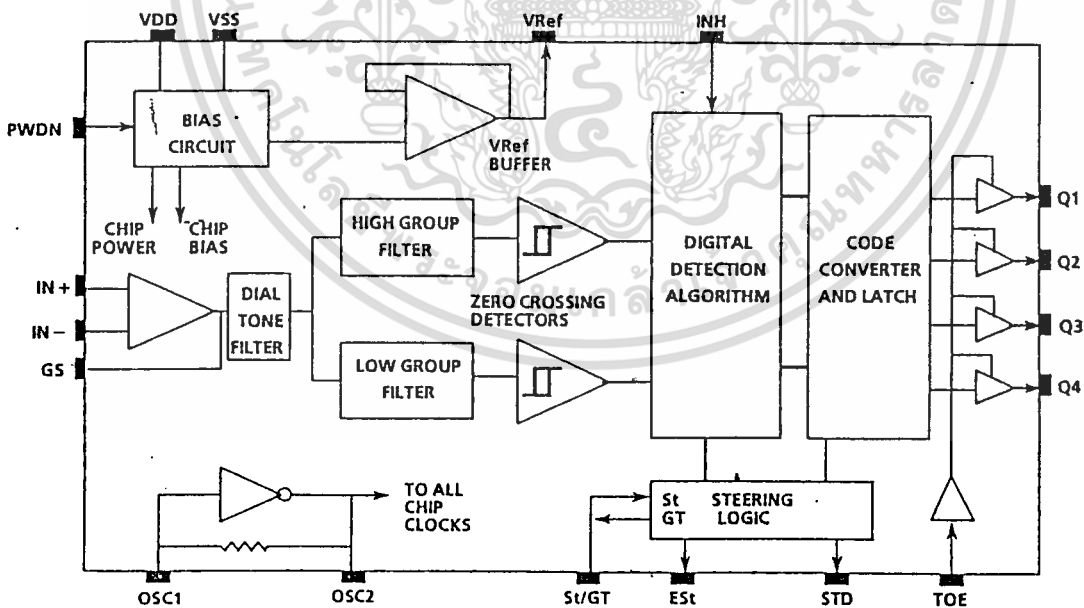 VDD
VSS
VRef
INH
PWDN
BIAS
CIRCUIT
VRef
BUFFER
CHIP
POWER
CHIP
BIAS
HIGH GROUP
FILTER
DIGITAL
DETECTION
ALGORITHM
CODE
CONVERTER
AND LATCH
Q1
Q2
Q3
Q4
IN +
IN −
GS
DIAL
TONE
FILTER
ZERO CROSSING
DETECTORS
LOW GROUP
FILTER
TO ALL
CHIP
CLOCKS
St
GT
STEERING
LOGIC
OSC1
OSC2
St/GT
ESt
STD
TOE